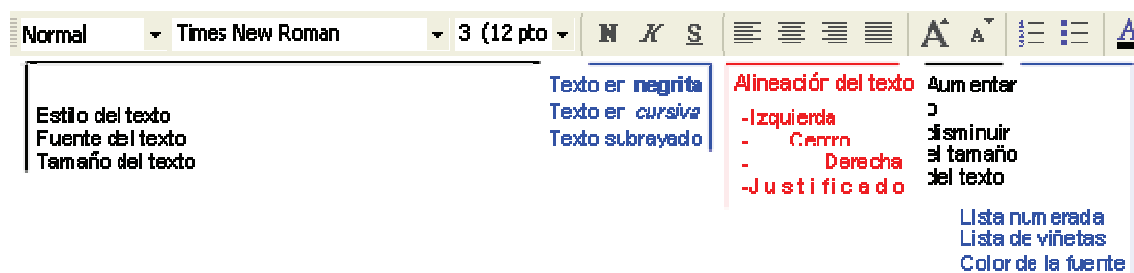 Normal Times New Roman 3 (12 pto N K S A A A
Estilo del texto
Fuente del texto
Tamaño del texto
Texto en negrita
Texto en cursiva
Texto subrayado
Alineación del texto
-Izquierda
- Centro
- Derecha
-Justificado
Aumentar
o
disminuir
el tamaño
del texto
Lista numerada
Lista de viñetas
Color de la fuente